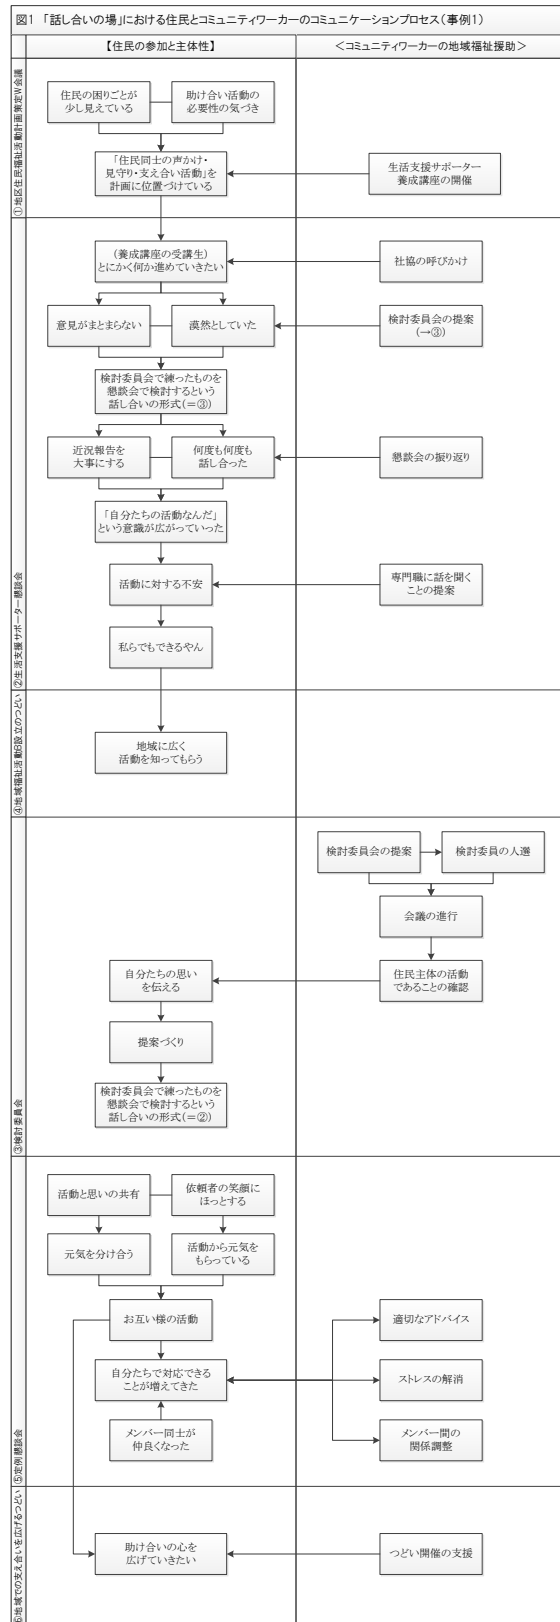 図1 「話し合いの場」における住民とコミュニティワーカーのコミュニケーションプロセス(事例1)
【住民の参加と主体性】
<コミュニティワーカーの地域福祉援助>
①地区住民福祉活動計画策定W会議
住民の困りごとが
少し見えている
助け合い活動の
必要性の気づき
「住民同士の声かけ・
見守り・支え合い活動」を
計画に位置づけている
生活支援サポーター
養成講座の開催
②生活支援サポーター懇談会
(養成講座の受講生)
とにかく何か進めていきたい
社協の呼びかけ
意見がまとまらない
漠然としていた
検討委員会の提案
(→③)
検討委員会で練ったものを
懇談会で検討するという
話し合いの形式(=③)
近況報告を
大事にする
何度も何度も
話し合った
懇談会の振り返り
「自分たちの活動なんだ」
という意識が広がっていった
活動に対する不安
専門職に話を聞く
ことの提案
私らでもできるやん
④地域福祉活動B設立のつどい
地域に広く
活動を知ってもらう
③検討委員会
検討委員会の提案
検討委員の人選
会議の進行
住民主体の活動
であることの確認
自分たちの思い
を伝える
提案づくり
検討委員会で練ったものを
懇談会で検討するという
話し合いの形式(=②)
⑤定例懇談会
活動と思いの共有
依頼者の笑顔に
ほっとする
元気を分け合う
活動から元気を
もらっている
お互い様の活動
適切なアドバイス
自分たちで対応できる
ことが増えてきた
ストレスの解消
メンバー同士が
仲良くなった
メンバー間の
関係調整
⑥地域での支え合いを広げるつどい
助け合いの心を
広げていきたい
つどい開催の支援